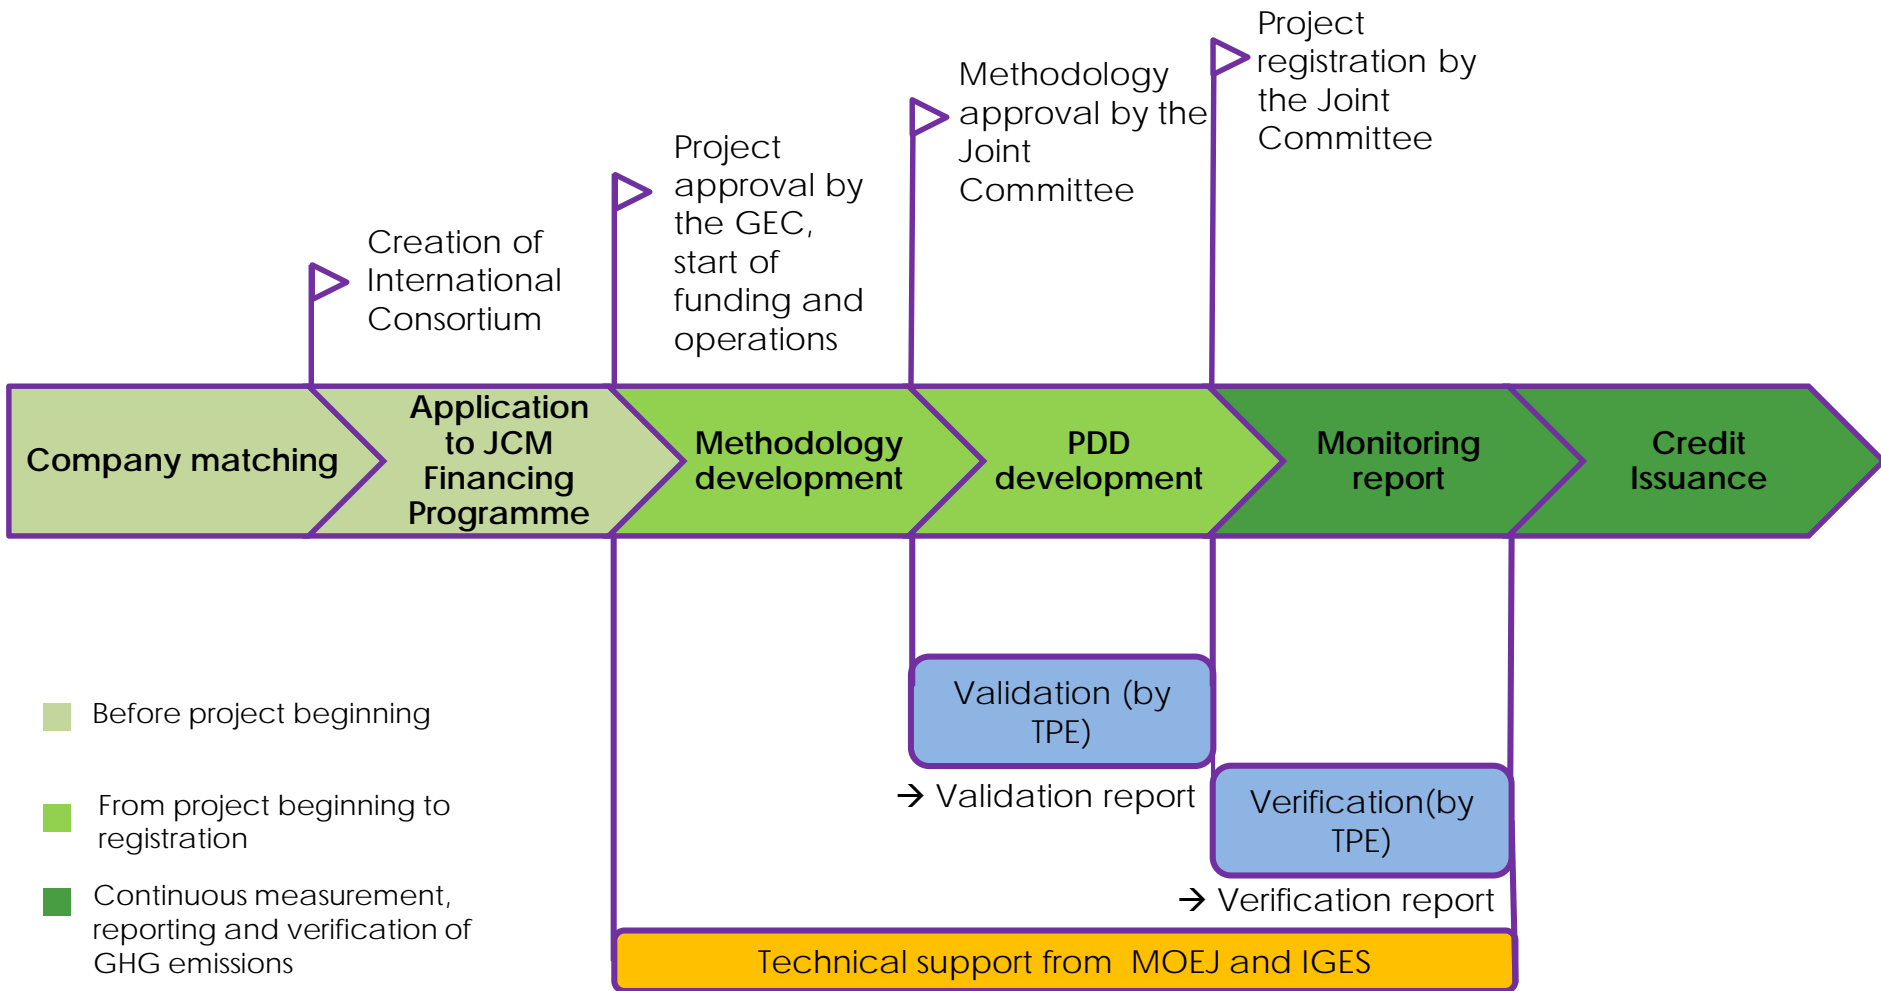 Project
registration by
the Joint
Committee
Methodology
approval by the
Joint
Committee
Project
approval by
the GEC,
start of
funding and
operations
Creation of
International
Consortium
Company matching
Application
to JCM
Financing
Programme
Methodology
development
PDD
development
Monitoring
report
Credit
Issuance
Validation (by
TPE)
→ Validation report
Verification(by
TPE)
→ Verification report
Technical support from MOEJ and IGES
Before project beginning
From project beginning to
registration
Continuous measurement,
reporting and verification of
GHG emissions